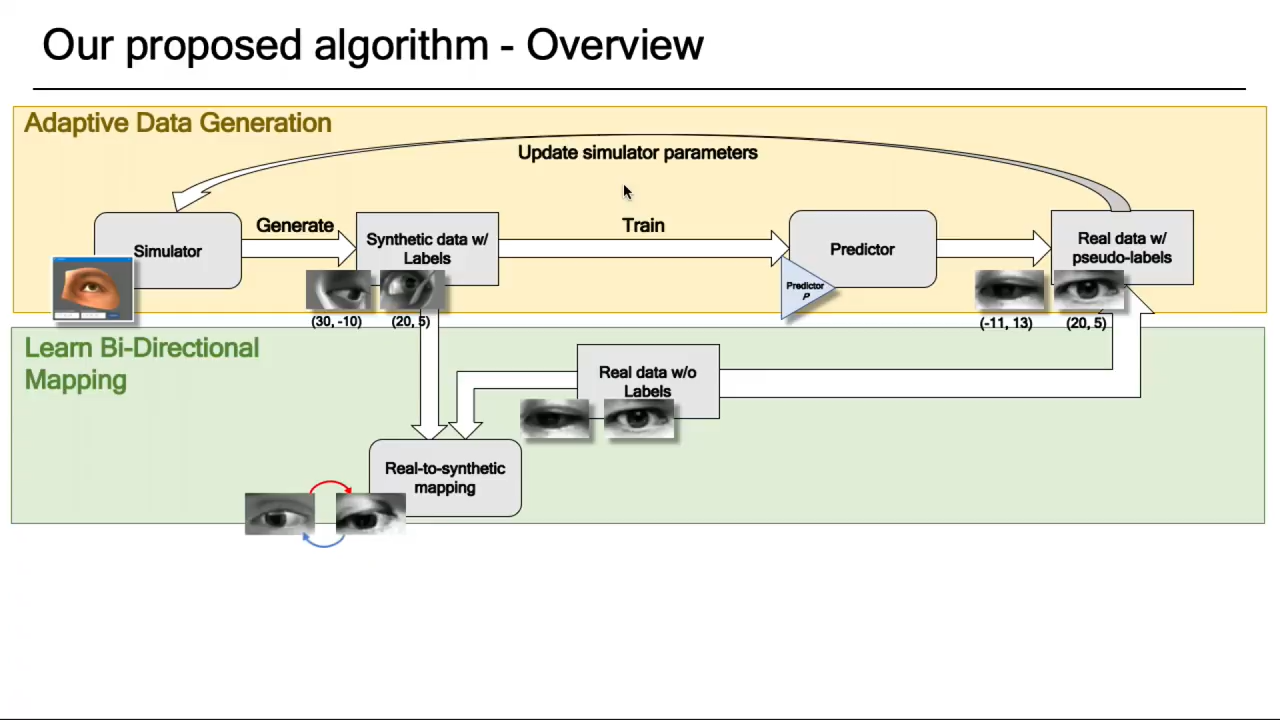 Our proposed algorithm - Overview
Adaptive Data Generation
Update simulator parameters
Simulator
Generate
Synthetic data w/
Labels
Train
Predictor
Predictor
P
Real data w/
pseudo-labels
(30, -10)
(20, 5)
(-11, 13)
(20, 5)
Learn Bi-Directional
Mapping
Real data w/o
Labels
Real-to-synthetic
mapping